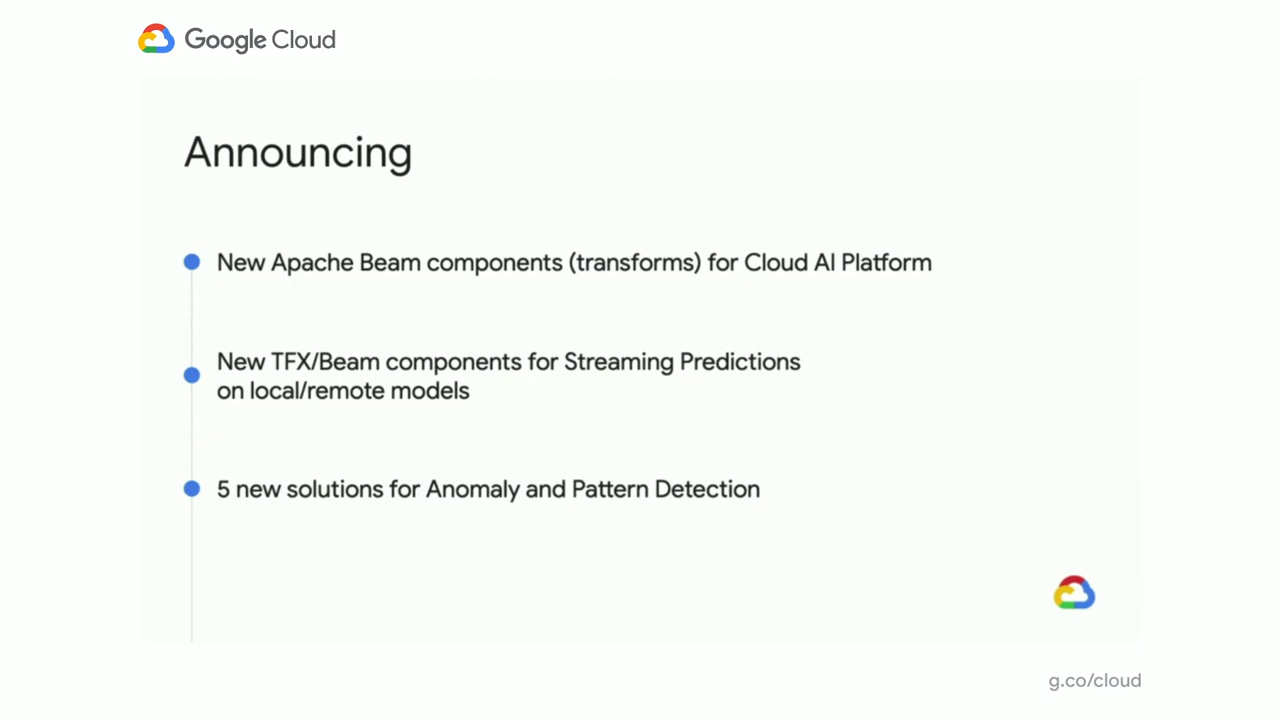 Google Cloud
Announcing
New Apache Beam components (transforms) for Cloud AI Platform
New TFX/Beam components for Streaming Predictions
on local/remote models
5 new solutions for Anomaly and Pattern Detection
g.co/cloud